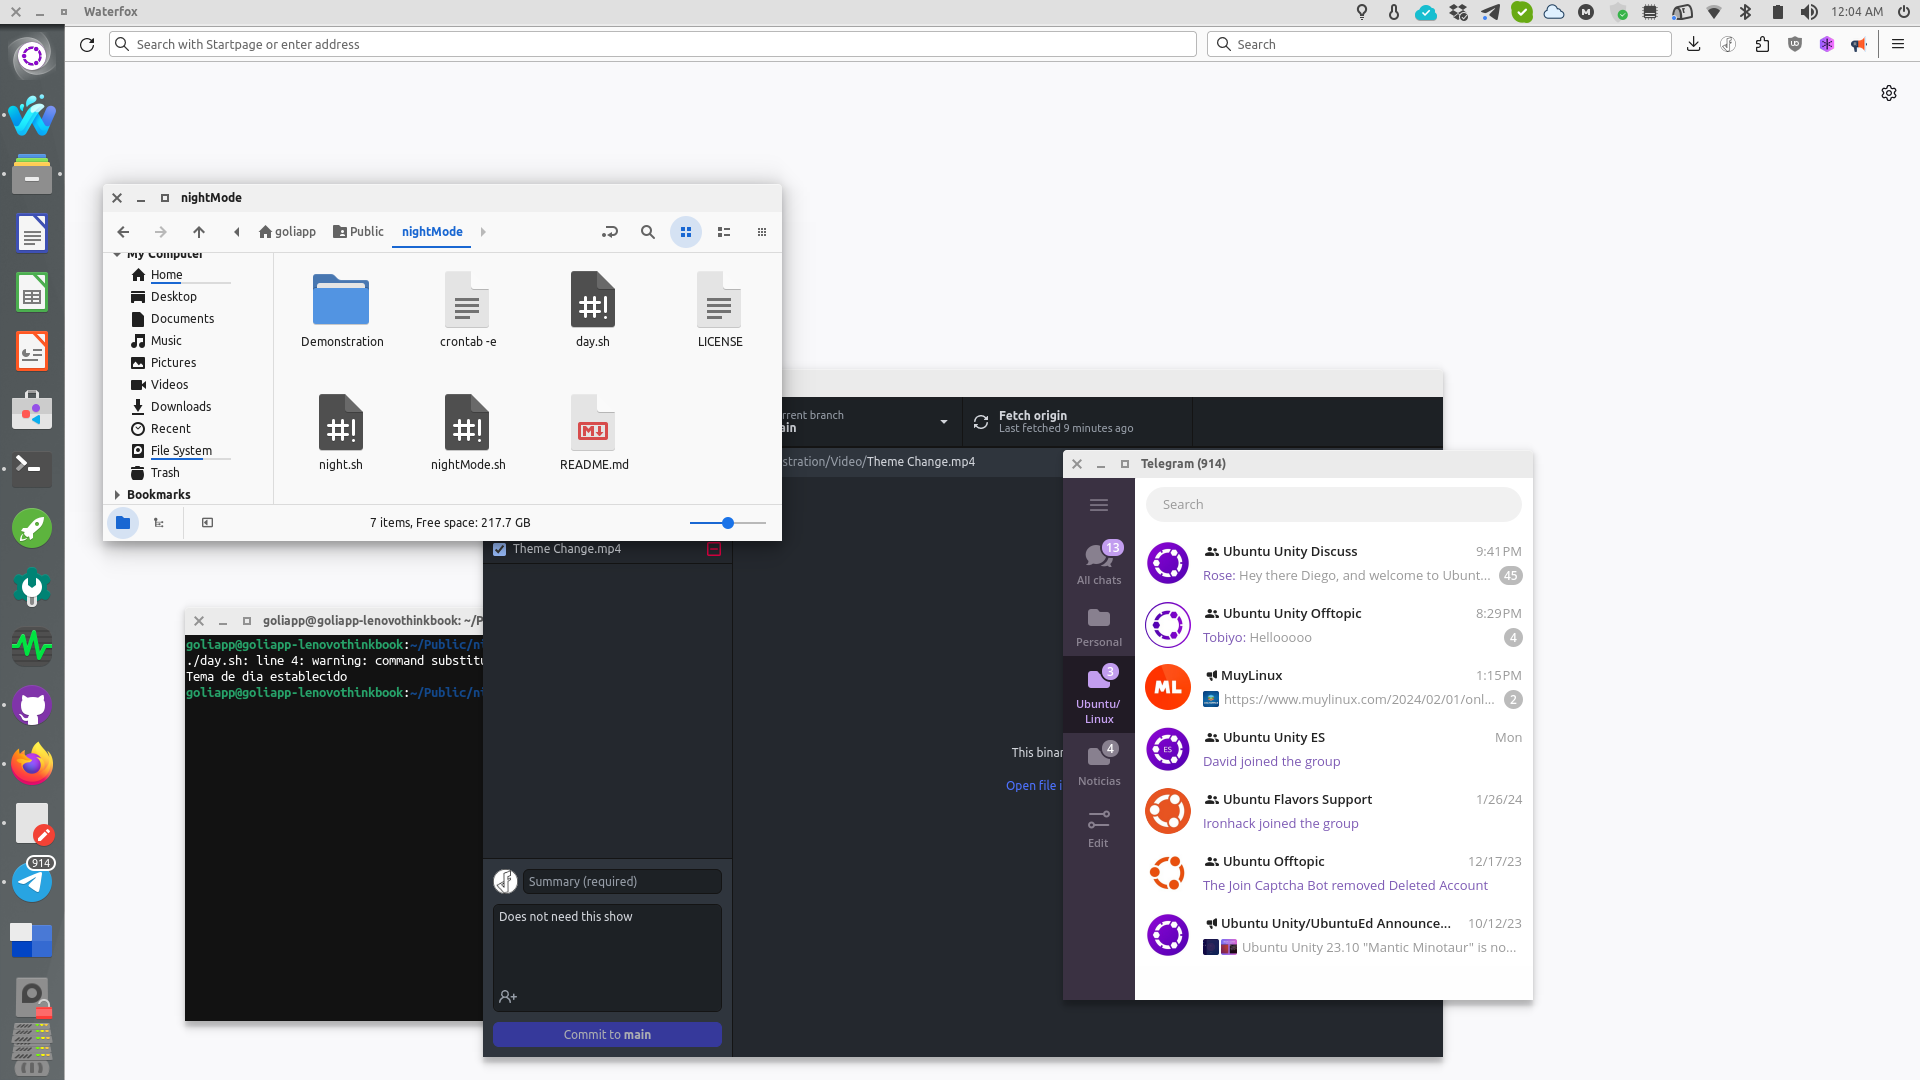 Waterfox
12:04 AM
Search with Startpage or enter address
Search
nightMode
goliapp
Public
nightMode
My Computer
Home
Desktop
Documents
Music
Pictures
Videos
Downloads
Recent
File System
Trash
Bookmarks
Demonstration
crontab -e
day.sh
LICENSE
night.sh
nightMode.sh
README.md
7 items, Free space: 217.7 GB
rrent branch
ain
Fetch origin
Last fetched 9 minutes ago
stration/Video/Theme Change.mp4
Theme Change.mp4
This binar
Open file i
Summary (required)
Does not need this show
Commit to main
goliapp@goliapp-lenovothinkbook: ~/P
goliapp@goliapp-lenovothinkbook:~/Public/ni
./day.sh: line 4: warning: command substitu
Tema de dia establecido
goliapp@goliapp-lenovothinkbook:~/Public/ni
Telegram (914)
Search
13
All chats
Personal
3
Ubuntu/
Linux
4
Noticias
Edit
Ubuntu Unity Discuss 9:41 PM
Rose: Hey there Diego, and welcome to Ubunt... 45
Ubuntu Unity Offtopic 8:29 PM
Tobiyo: Hellooooo 4
ML
MuyLinux 1:15 PM
https://www.muylinux.com/2024/02/01/onl... 2
ES
Ubuntu Unity ES Mon
David joined the group
Ubuntu Flavors Support 1/26/24
Ironhack joined the group
Ubuntu Offtopic 12/17/23
The Join Captcha Bot removed Deleted Account
Ubuntu Unity/UbuntuEd Announce... 10/12/23
Ubuntu Unity 23.10 "Mantic Minotaur" is no...
914